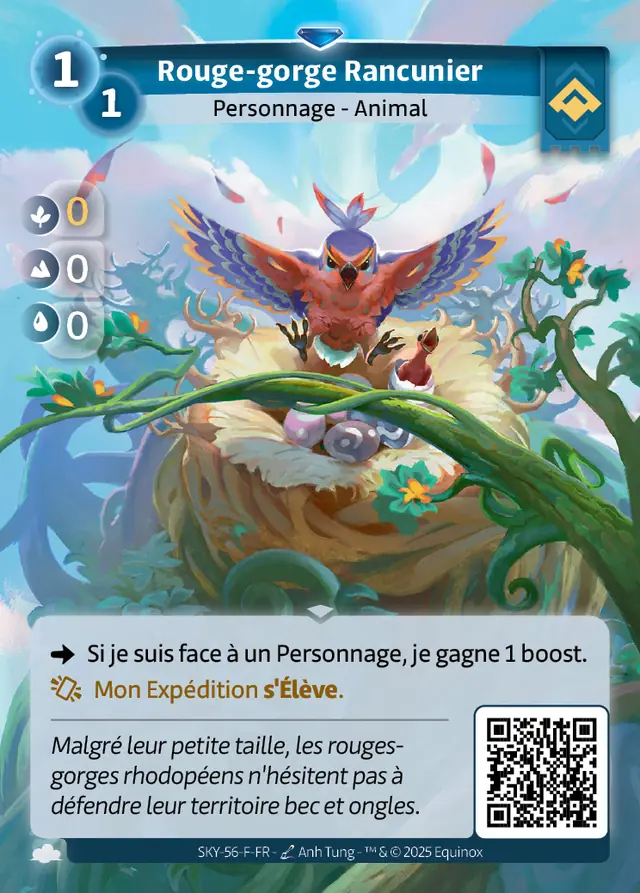 1
Rouge-gorge Rancunier
1
Personnage - Animal
0
0
0
Si je suis face à un Personnage, je gagne 1 boost.
Mon Expédition s'Élève.
Malgré leur petite taille, les rouges-
gorges rhodopéens n'hésitent pas à
défendre leur territoire bec et ongles.
SKY-56-F-FR - Anh Tung - ™ & © 2025 Equinox